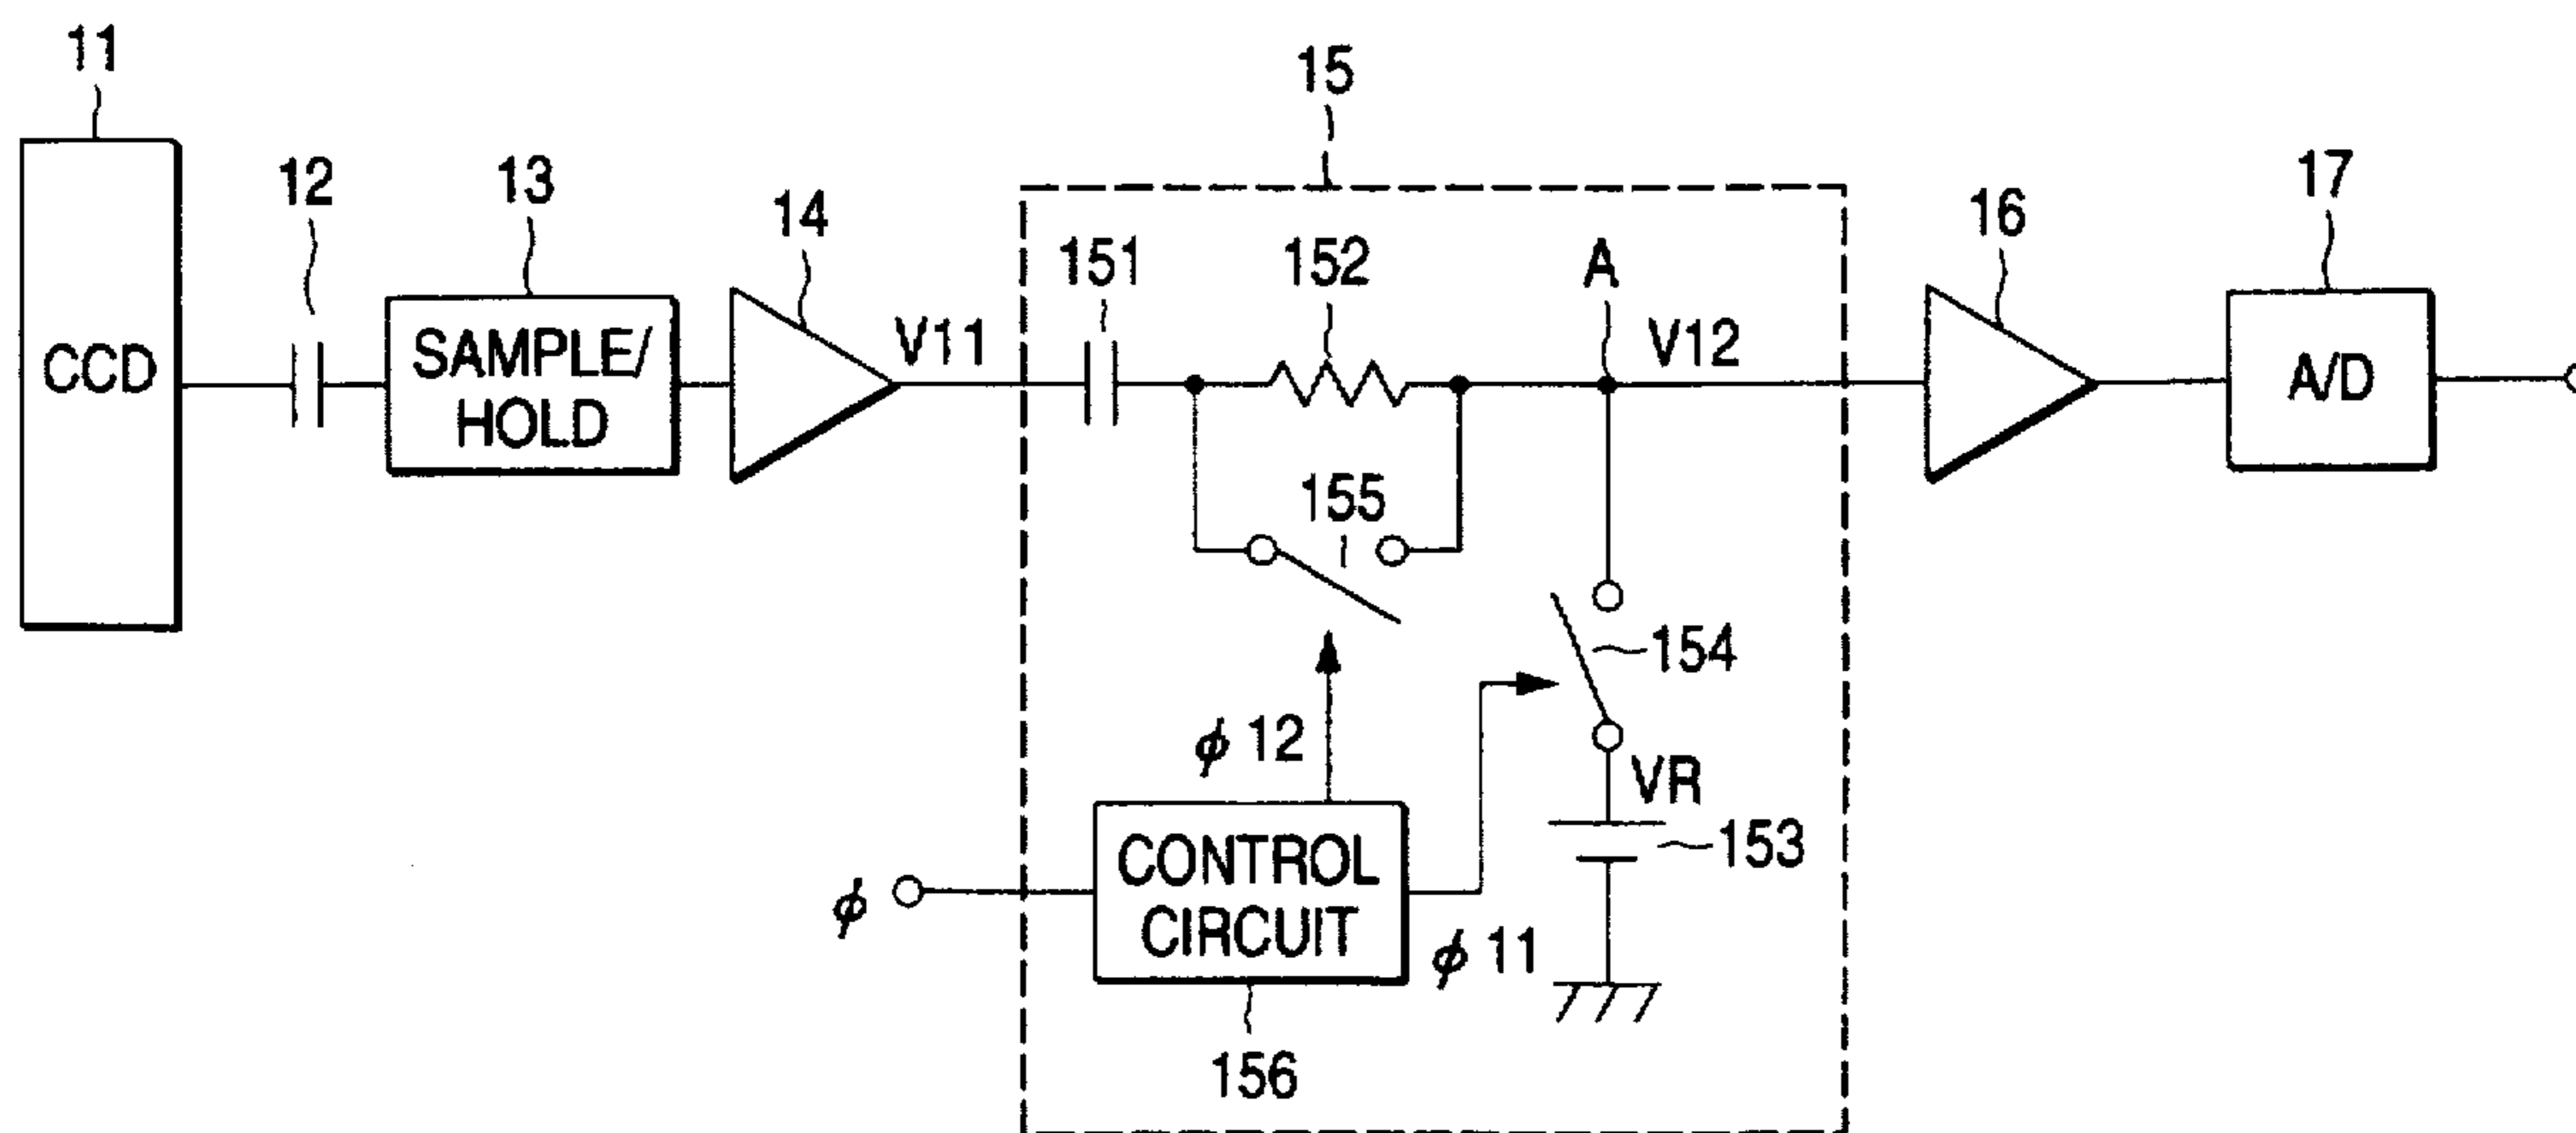 11
15
12
13
14
151
152
A
16
17
CCD
SAMPLE/
HOLD
V11
V12
A/D
155
154
ϕ 12
VR
153
CONTROL
CIRCUIT
ϕ
ϕ 11
156